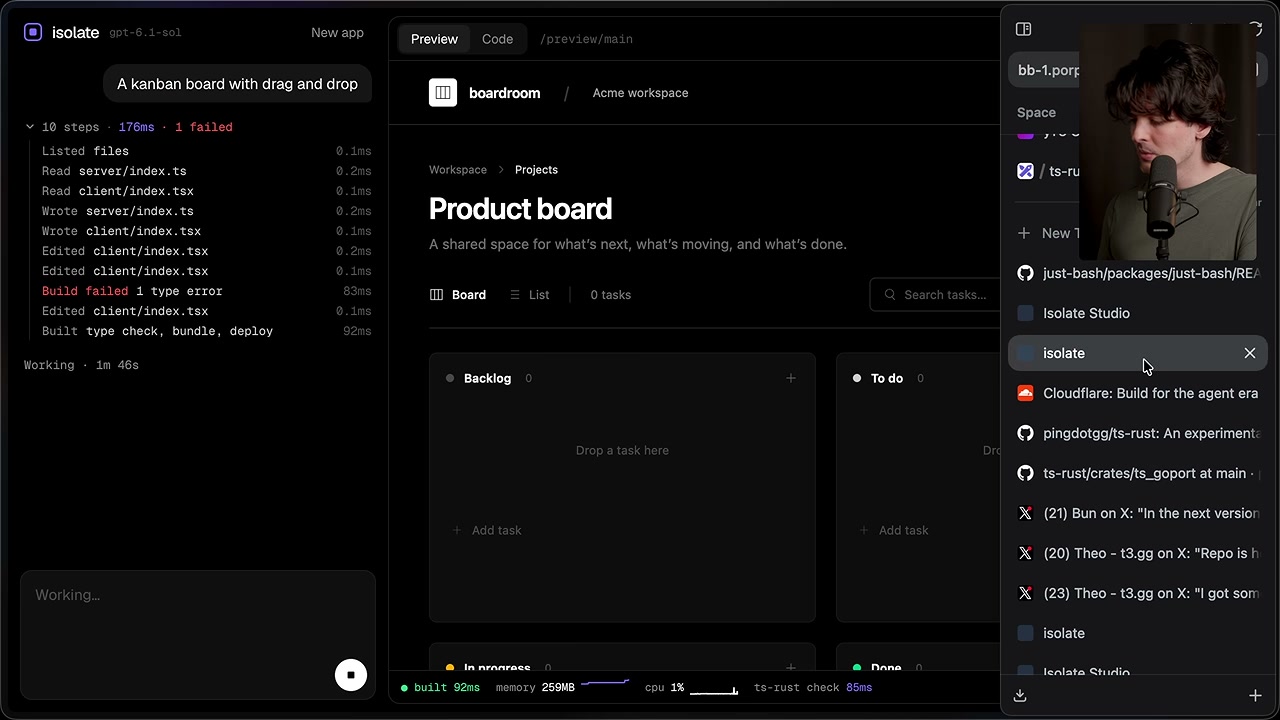 isolate gpt-6.1-sol New app
A kanban board with drag and drop
10 steps · 176ms · 1 failed
Listed files 0.1ms
Read server/index.ts 0.2ms
Read client/index.tsx 0.1ms
Wrote server/index.ts 0.2ms
Wrote client/index.tsx 0.1ms
Edited client/index.tsx 0.2ms
Edited client/index.tsx 0.1ms
Build failed 1 type error 83ms
Edited client/index.tsx 0.1ms
Built type check, bundle, deploy 92ms
Working · 1m 46s
Working…
Preview Code /preview/main
boardroom / Acme workspace
Workspace Projects
Product board
A shared space for what's next, what's moving, and what's done.
Board List 0 tasks Search tasks…
Backlog 0
Drop a task here
+ Add task
To do 0
+ Add task
In progress 0
Done 0
built 92ms memory 259MB cpu 1% ts-rust check 85ms
bb-1.porp
Space
/ ts-ru
+ New T
just-bash/packages/just-bash/REA
Isolate Studio
isolate
Cloudflare: Build for the agent era
pingdotgg/ts-rust: An experimenta
ts-rust/crates/ts_goport at main ·
(21) Bun on X: "In the next version
(20) Theo - t3.gg on X: "Repo is h
(23) Theo - t3.gg on X: "I got som
isolate
Isolate Studio